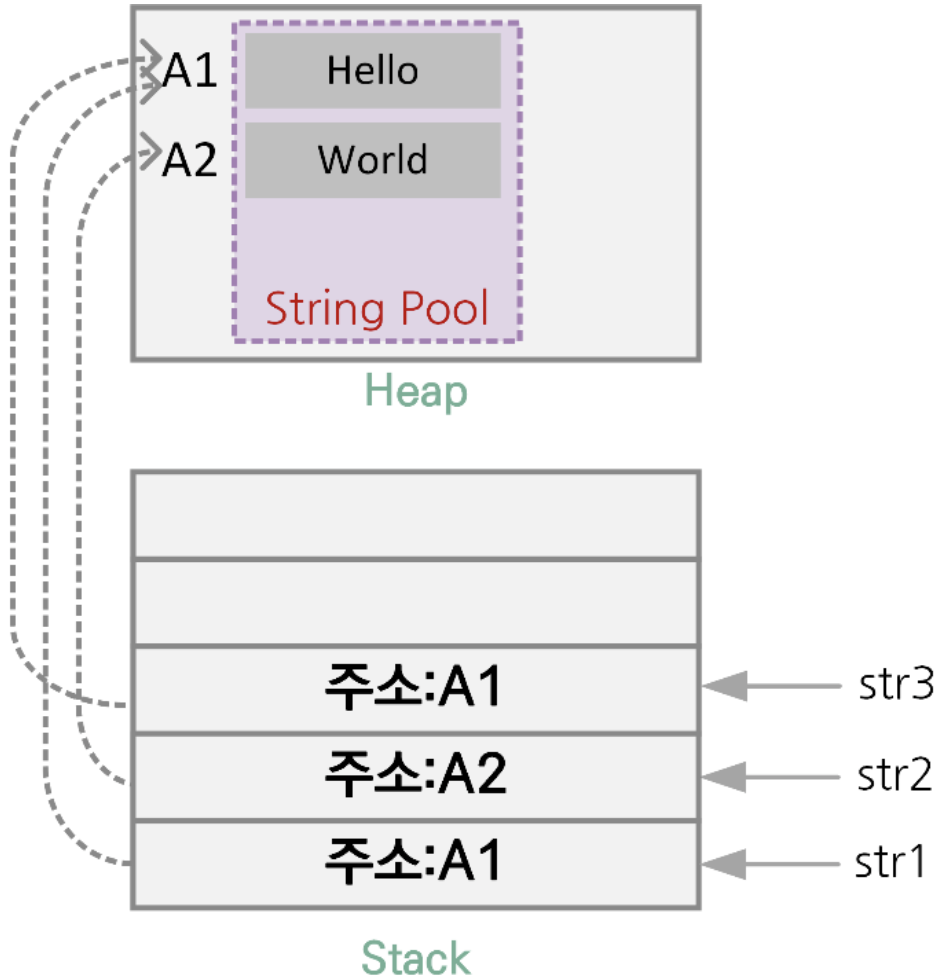 A1 Hello
A2 World
String Pool
Heap
주소:A1 str3
주소:A2 str2
주소:A1 str1
Stack